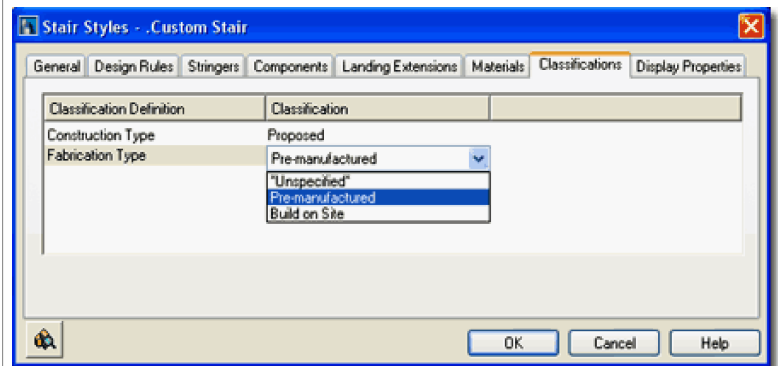 Stair Styles - .Custom Stair
General Design Rules Stringers Components Landing Extensions Materials Classifications Display Properties
Classification Definition Classification
Construction Type Proposed
Fabrication Type Pre-manufactured
"Unspecified"
Pre-manufactured
Build on Site
OK Cancel Help